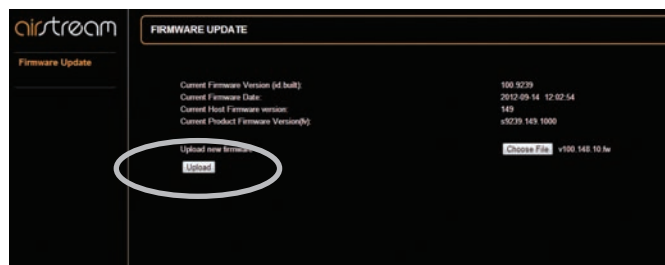 airstream
FIRMWARE UPDATE
Firmware Update
Current Firmware Version (id.built): 100.9239
Current Firmware Date: 2012-09-14 12:02:54
Current Host Firmware version: 149
Current Product Firmware Version(fv): s9239.149.1000
Upload new firmware: Choose File v100.148.10.fw
Upload